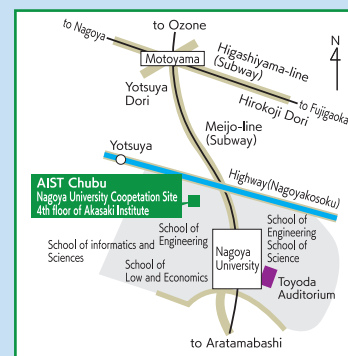 to Ozone
to Nagoya
N
Motoyama
Higashiyama-line
(Subway)
Hirokoji Dori
to Fujigaoka
Yotsuya
Dori
Meijo-line
(Subway)
Yotsuya
Highway(Nagoyakosoku)
AIST Chubu
Nagoya University Coopetation Site
4th floor of Akasaki Institute
School of
Engineering
School of
Engineering
School of
Science
School of informatics and
Sciences
Nagoya
University
School of
Low and Economics
Toyoda
Auditorium
to Aratamabashi